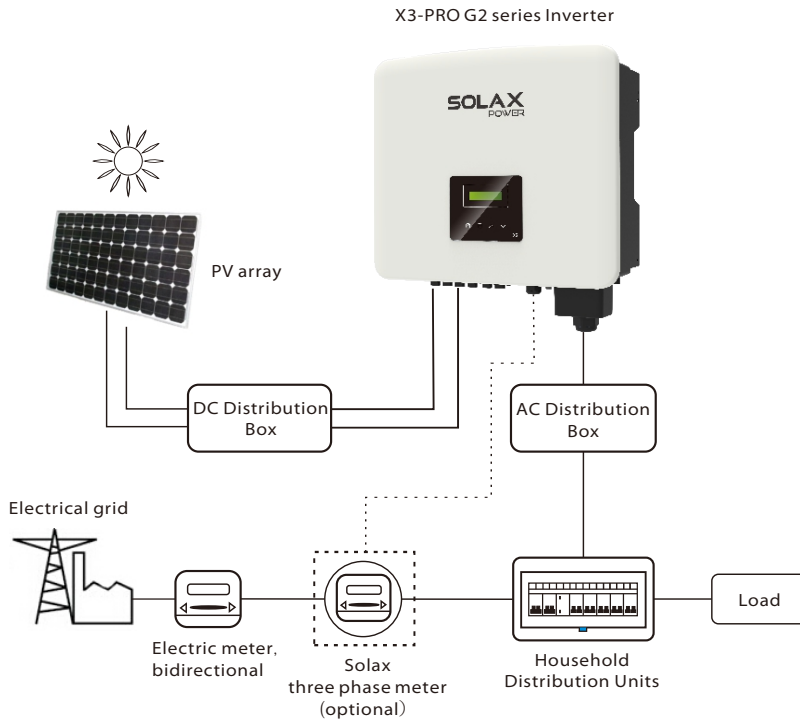 X3-PRO G2 series Inverter
SOLAX
POWER
X3
PV array
DC Distribution
Box
AC Distribution
Box
Electrical grid
Electric meter,
bidirectional
Solax
three phase meter
(optional）
Household
Distribution Units
Load